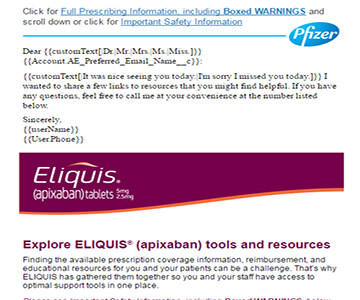 Click for Full Prescribing Information, including Boxed WARNINGS and
scroll down or click for Important Safety Information
Pfizer
Dear {{customText[Dr.|Mr.|Mrs.|Ms.|Miss.]}}
{{Account.AE_Preferred_Email_Name__c}}:
{{customText[It was nice seeing you today.|I'm sorry I missed you today.]}} I
wanted to share a few links to resources that you might find helpful. If you have
any questions, feel free to call me at your convenience at the number listed
below.
Sincerely,
{{userName}}
{{User.Phone}}
Eliquis®
(apixaban) tablets 5mg
2.5mg
Explore ELIQUIS® (apixaban) tools and resources
Finding the available prescription coverage information, reimbursement, and
educational resources for you and your patients can be a challenge. That's why
ELIQUIS has gathered them together so you and your staff have access to
optimal support tools in one place.